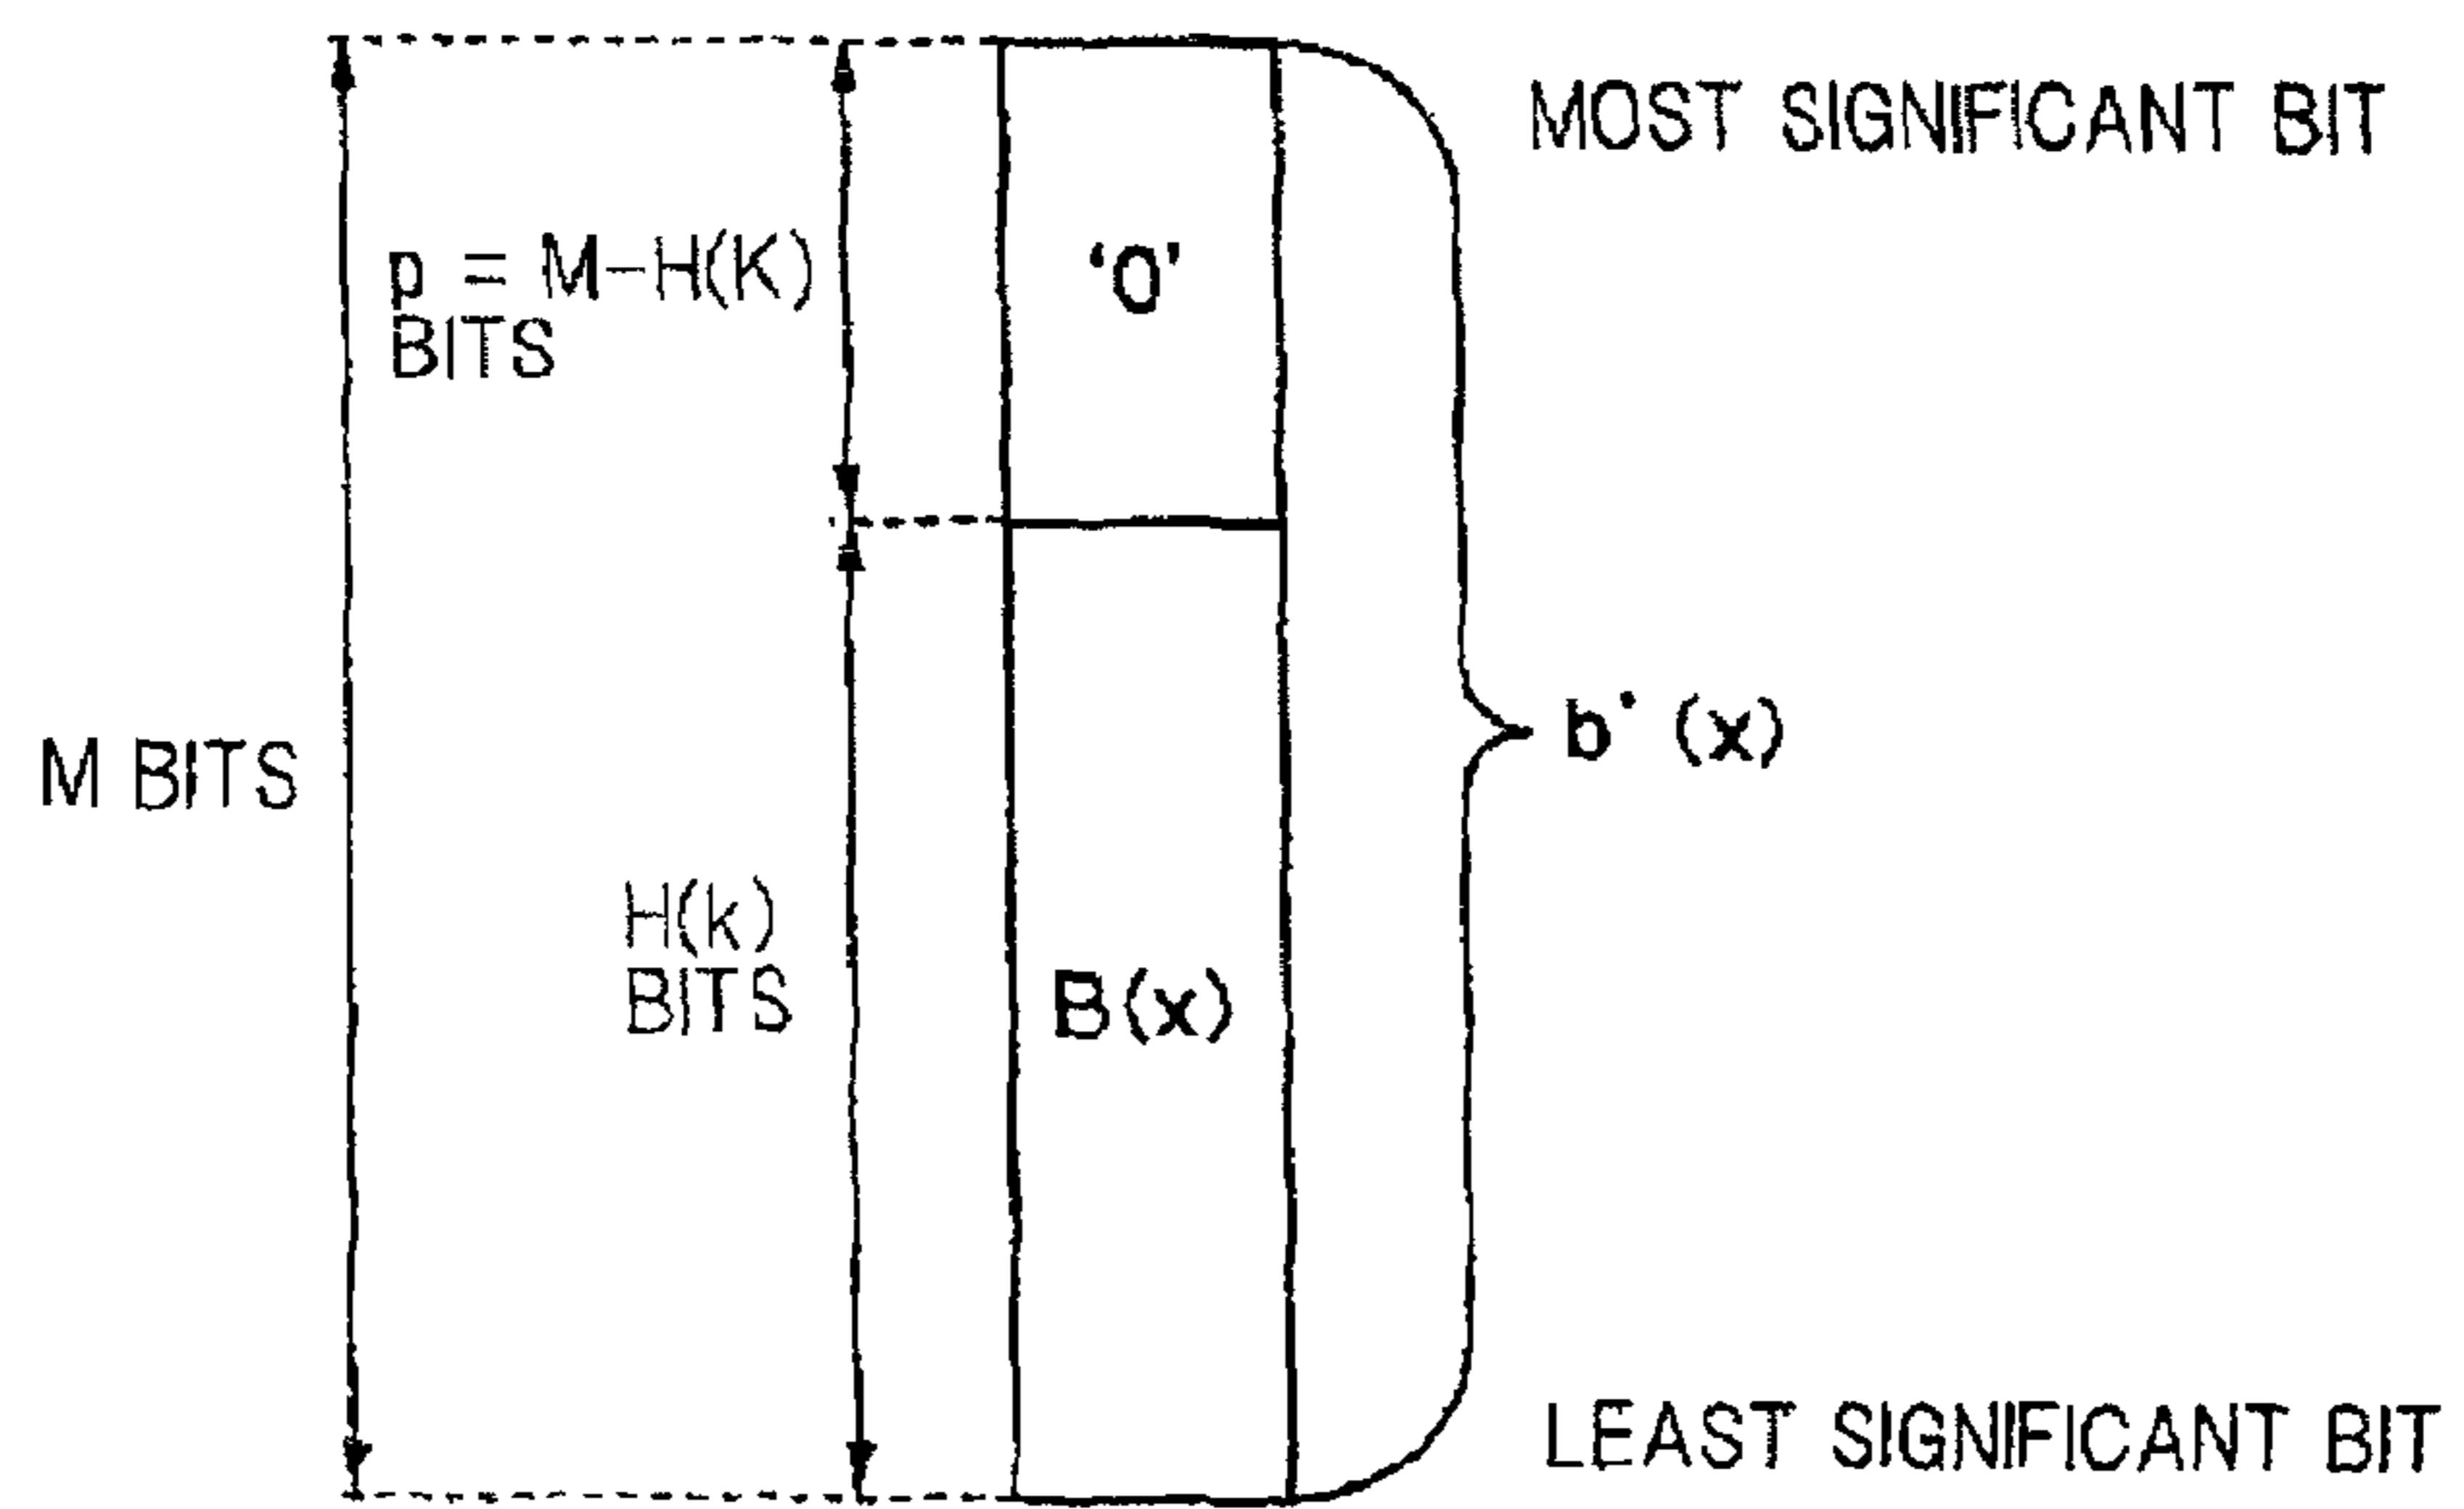 MOST SIGNIFICANT BIT
p = M-H(K)
BITS
'0'
M BITS
b' (x)
H(k)
BITS
B(x)
LEAST SIGNIFICANT BIT